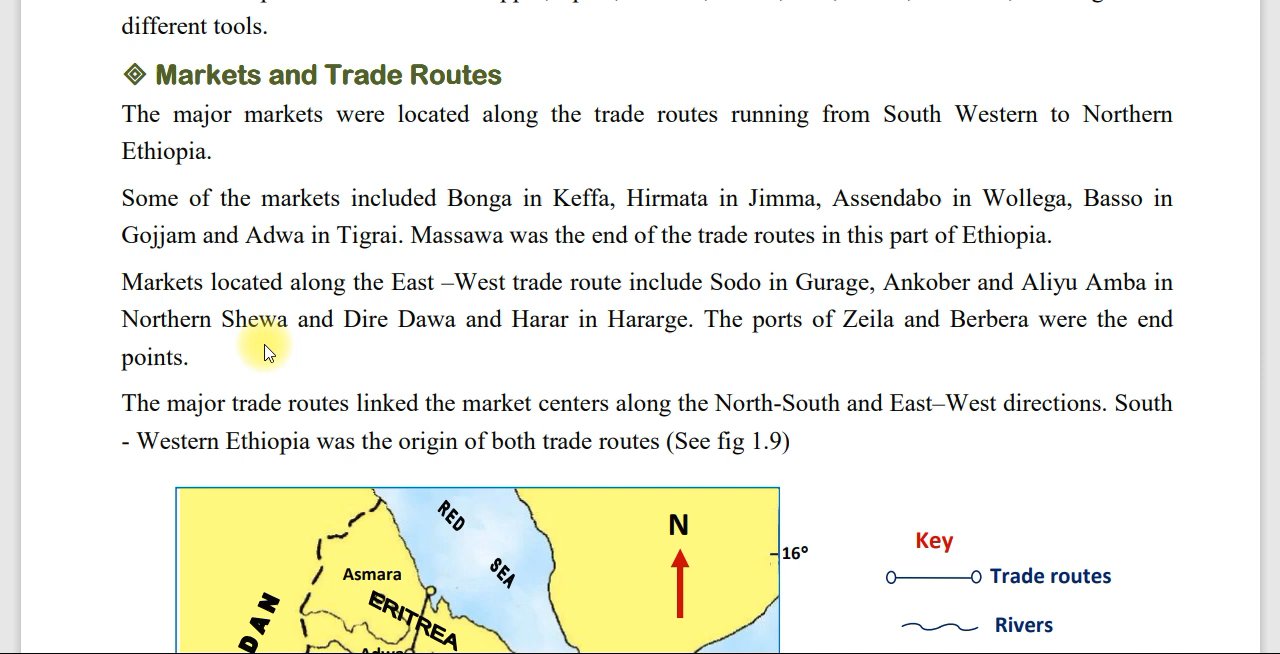 different tools.
Markets and Trade Routes
The major markets were located along the trade routes running from South Western to Northern
Ethiopia.
Some of the markets included Bonga in Keffa, Hirmata in Jimma, Assendabo in Wollega, Basso in
Gojjam and Adwa in Tigrai. Massawa was the end of the trade routes in this part of Ethiopia.
Markets located along the East –West trade route include Sodo in Gurage, Ankober and Aliyu Amba in
Northern Shewa and Dire Dawa and Harar in Hararge. The ports of Zeila and Berbera were the end
points.
The major trade routes linked the market centers along the North-South and East–West directions. South
- Western Ethiopia was the origin of both trade routes (See fig 1.9)
RED
SEA
N
16°
Key
Asmara
Trade routes
ERITREA
DAN
Rivers